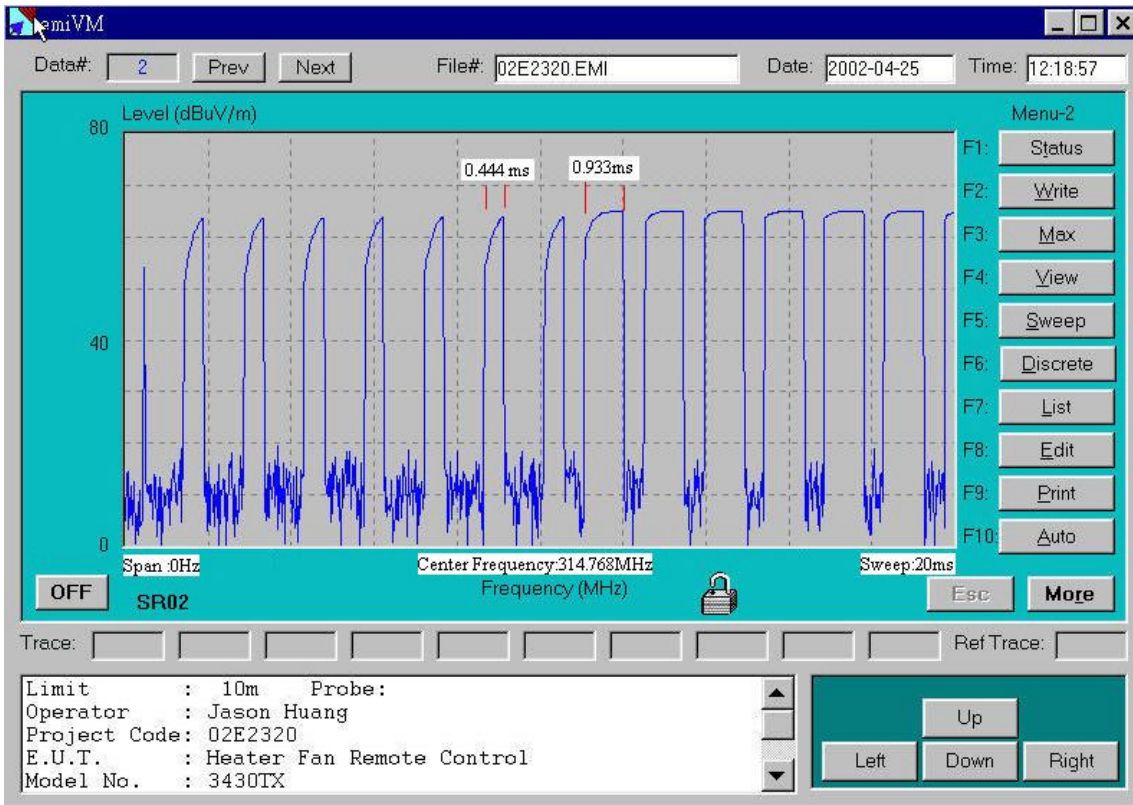 emiVM
Data#: 2 Prev Next File#: 02E2320.EMI Date: 2002-04-25 Time: 12:18:57
Level (dBuV/m) Menu-2
80
40
0
0.444 ms 0.933ms
F1: Status
F2: Write
F3: Max
F4: View
F5: Sweep
F6: Discrete
F7: List
F8: Edit
F9: Print
F10: Auto
Span :0Hz Center Frequency:314.768MHz Sweep:20ms
Frequency (MHz)
OFF SR02 Esc More
Trace: Ref Trace:
Limit : 10m Probe:
Operator : Jason Huang
Project Code: 02E2320
E.U.T. : Heater Fan Remote Control
Model No. : 3430TX
Up
Left Down Right